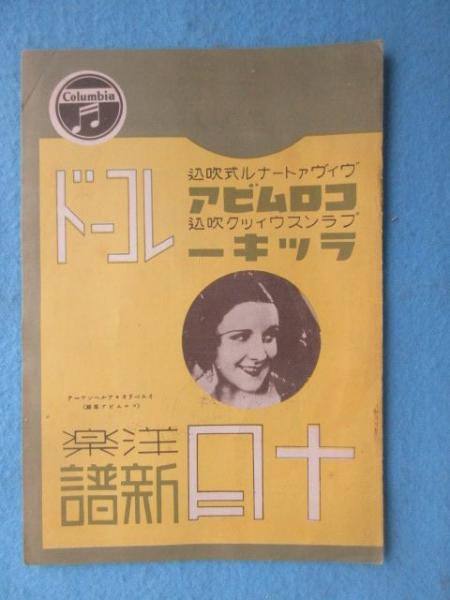 Columbia
ヴィヴァトーナル式吹込
コロムビア
ブランスウイック吹込
ラッキー
レコード
十月
洋楽
新譜